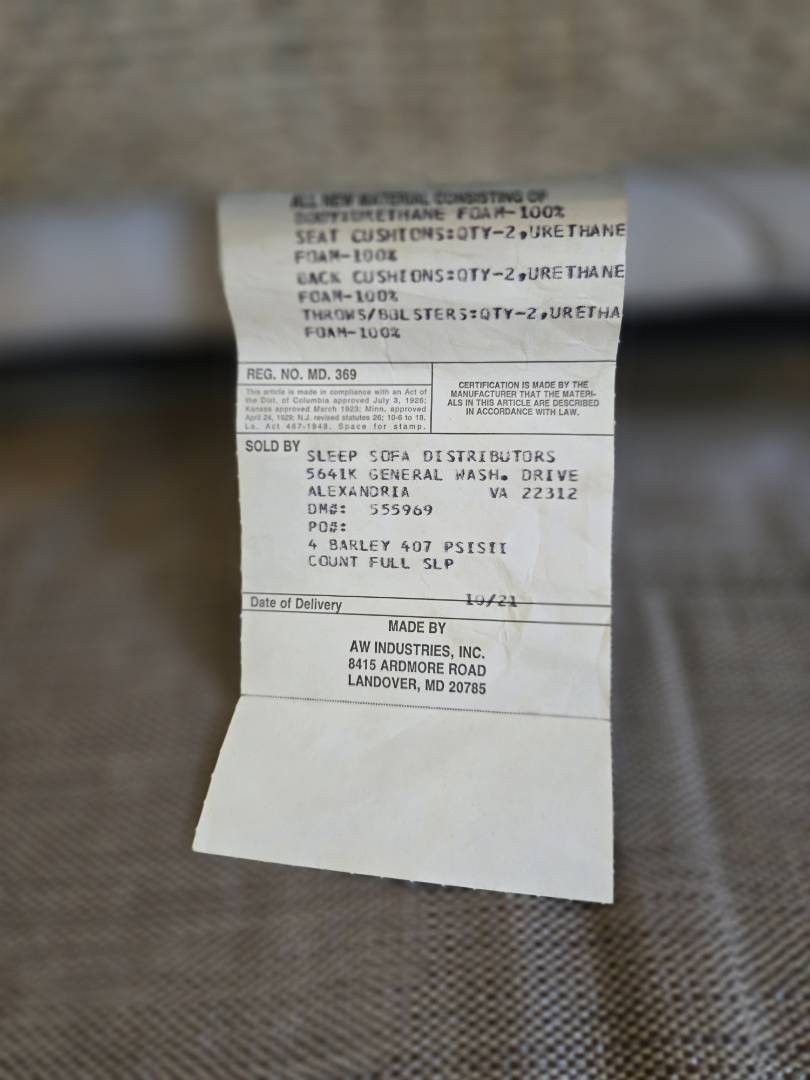 ALL NEW MATERIAL CONSISTING OF
BODY:URETHANE FOAM-100%
SEAT CUSHIONS:QTY-2,URETHANE
FOAM-100%
BACK CUSHIONS:QTY-2,URETHANE
FOAM-100%
THROWS/BOLSTERS:QTY-2,URETHA
FOAM-100%
REG. NO. MD. 369
This article is made in compliance with an Act of
the Dist. of Columbia approved July 3, 1926;
Kansas approved March 1923; Minn. approved
April 24, 1929; N.J. revised statutes 26; 10-6 to 18.
La. Act 467-1948. Space for stamp.
CERTIFICATION IS MADE BY THE
MANUFACTURER THAT THE MATERI-
ALS IN THIS ARTICLE ARE DESCRIBED
IN ACCORDANCE WITH LAW.
SOLD BY
SLEEP SOFA DISTRIBUTORS
5641K GENERAL WASH. DRIVE
ALEXANDRIA VA 22312
DM#: 555969
PO#:
4 BARLEY 407 PSISII
COUNT FULL SLP
Date of Delivery 10/21
MADE BY
AW INDUSTRIES, INC.
8415 ARDMORE ROAD
LANDOVER, MD 20785